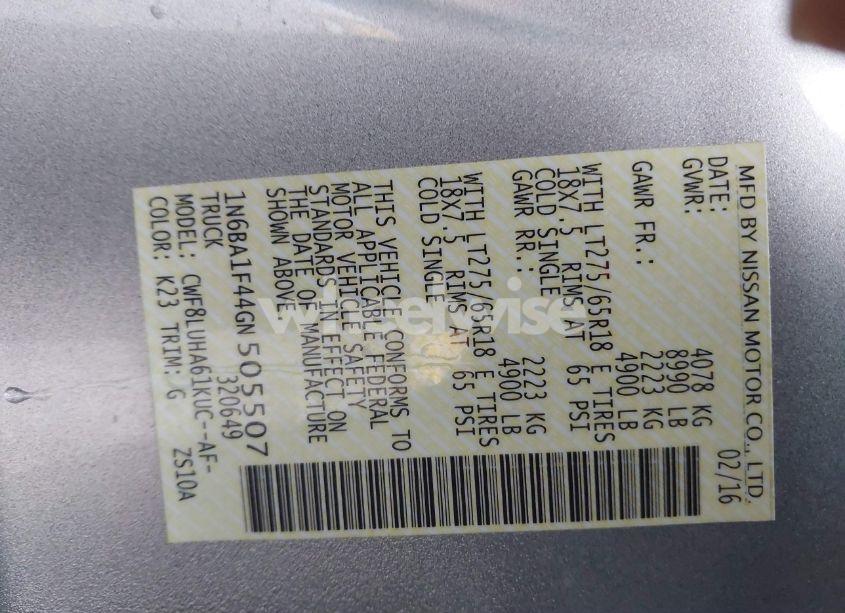 MFD BY NISSAN MOTOR CO., LTD.
DATE: 02/16
GVWR: 4078 KG
8990 LB
GAWR FR.: 2223 KG
4900 LB
WITH LT275/65R18 E TIRES
18X7.5 RIMS AT 65 PSI
COLD SINGLE
GAWR RR.: 2223 KG
4900 LB
WITH LT275/65R18 E TIRES
18X7.5 RIMS AT 65 PSI
COLD SINGLE
THIS VEHICLE CONFORMS TO
ALL APPLICABLE FEDERAL
MOTOR VEHICLE SAFETY
STANDARDS IN EFFECT ON
THE DATE OF MANUFACTURE
SHOWN ABOVE.
1N6BA1F44GN505507
TRUCK 320649
MODEL: CWF8LUHA61KUC--AF-
COLOR: K23 TRIM: G ZS10A
wheelwise